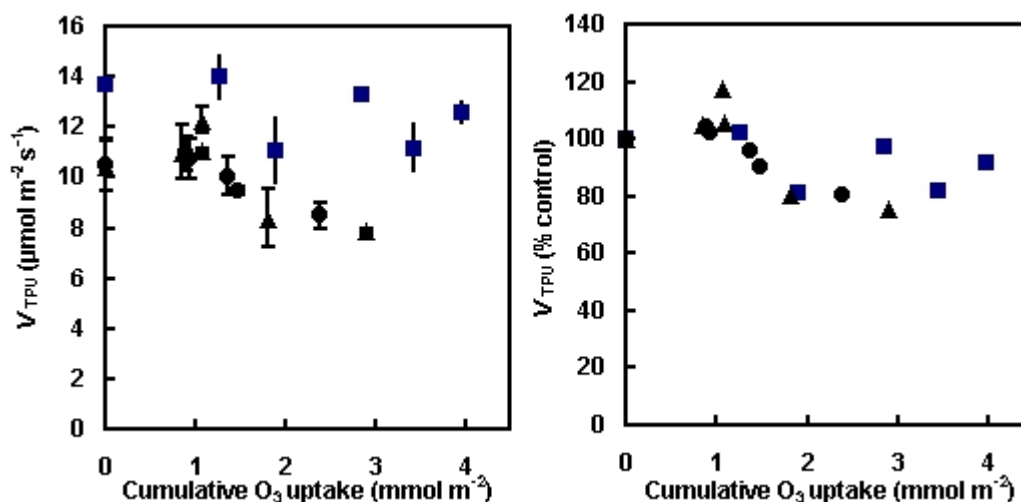 16
14
12
10
8
6
4
2
0
V_TPU (µmol m⁻² s⁻¹)
0 1 2 3 4
Cumulative O₃ uptake (mmol m⁻²)
140
120
100
80
60
40
20
0
V_TPU (% control)
0 1 2 3 4
Cumulative O₃ uptake (mmol m⁻²)